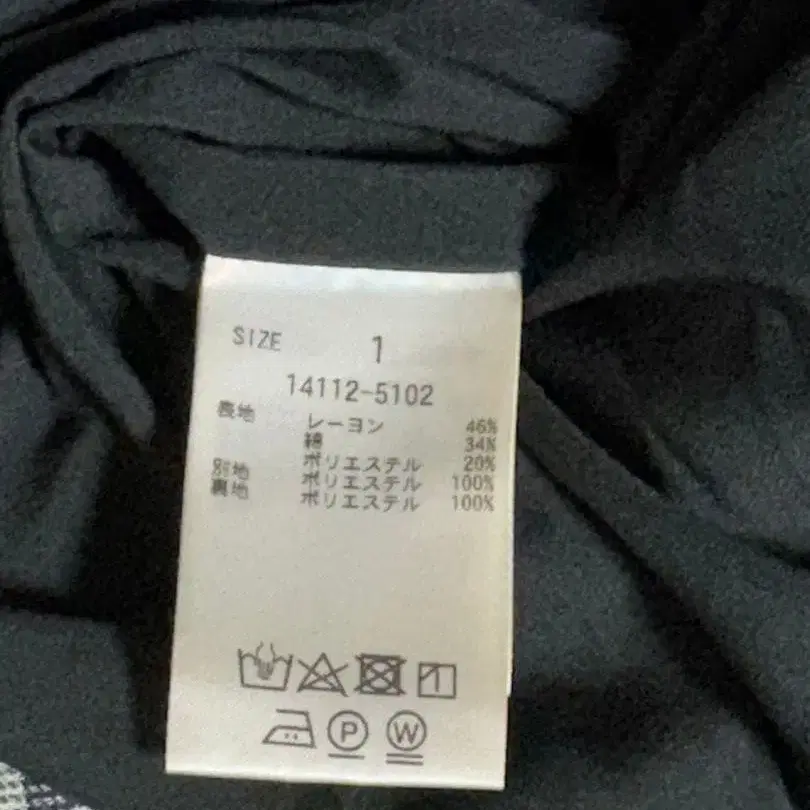 SIZE 1
14112-5102
表地 レーヨン 46%
綿 34%
ポリエステル 20%
別地 ポリエステル 100%
裏地 ポリエステル 100%
P W